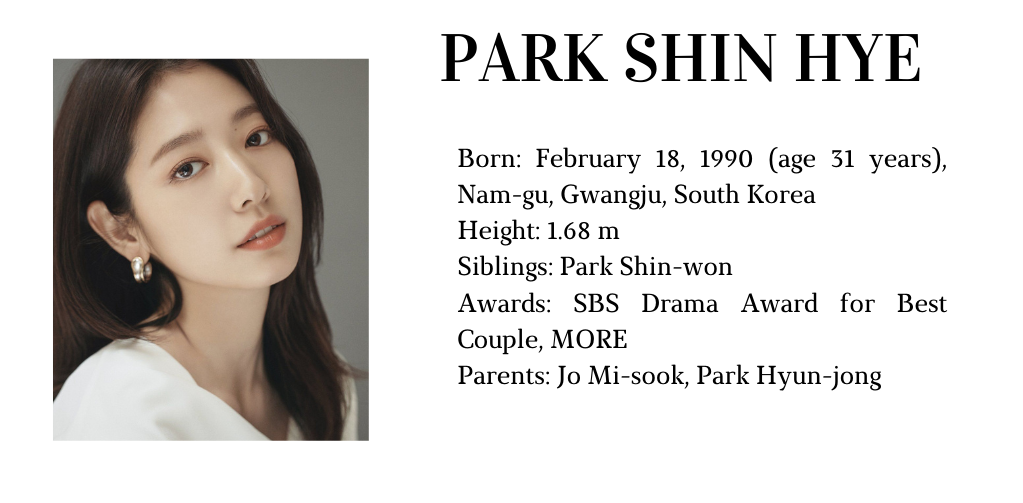 PARK SHIN HYE
Born: February 18, 1990 (age 31 years),
Nam-gu, Gwangju, South Korea
Height: 1.68 m
Siblings: Park Shin-won
Awards: SBS Drama Award for Best
Couple, MORE
Parents: Jo Mi-sook, Park Hyun-jong